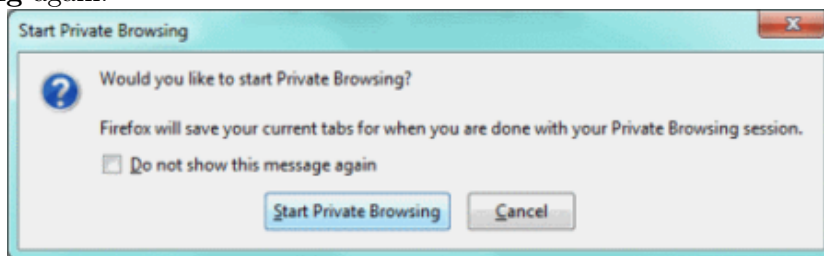 again.
Start Private Browsing
Would you like to start Private Browsing?
Firefox will save your current tabs for when you are done with your Private Browsing session.
Do not show this message again
Start Private Browsing
Cancel